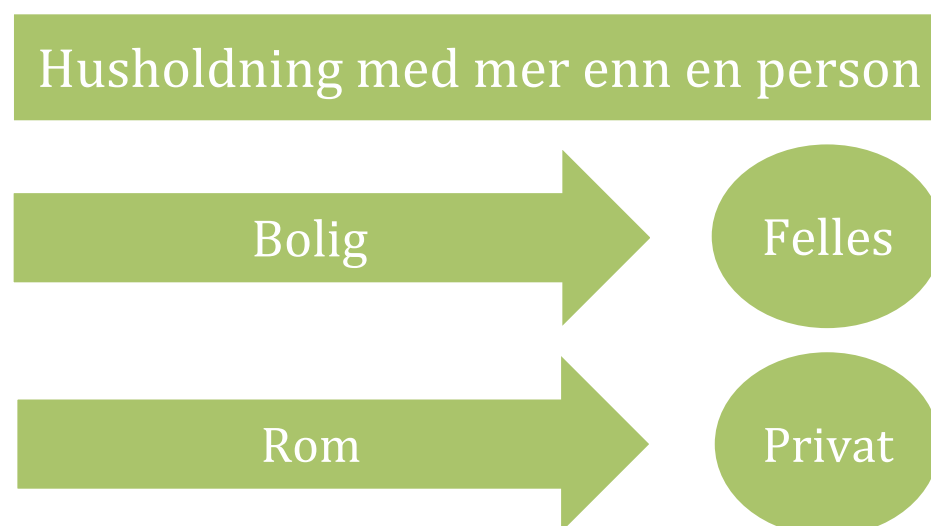 Husholdning med mer enn en person
Bolig
Felles
Rom
Privat